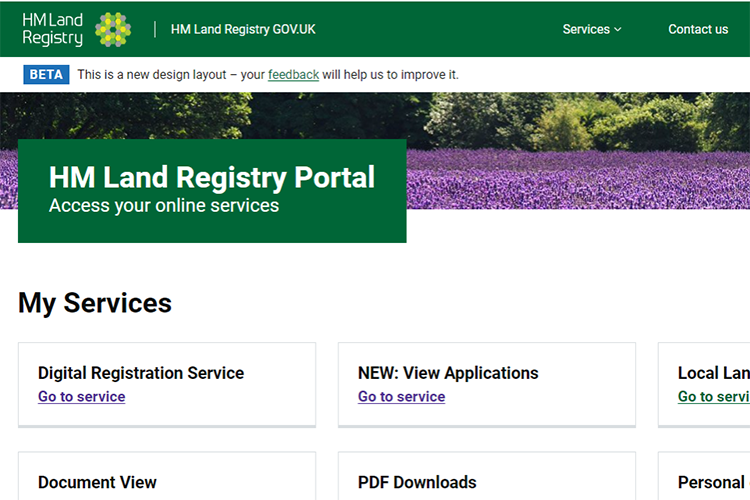 HM Land
Registry
HM Land Registry GOV.UK
Services
Contact us
BETA
This is a new design layout – your feedback will help us to improve it.
HM Land Registry Portal
Access your online services
My Services
Digital Registration Service
Go to service
NEW: View Applications
Go to service
Local Lan
Go to servi
Document View
PDF Downloads
Personal